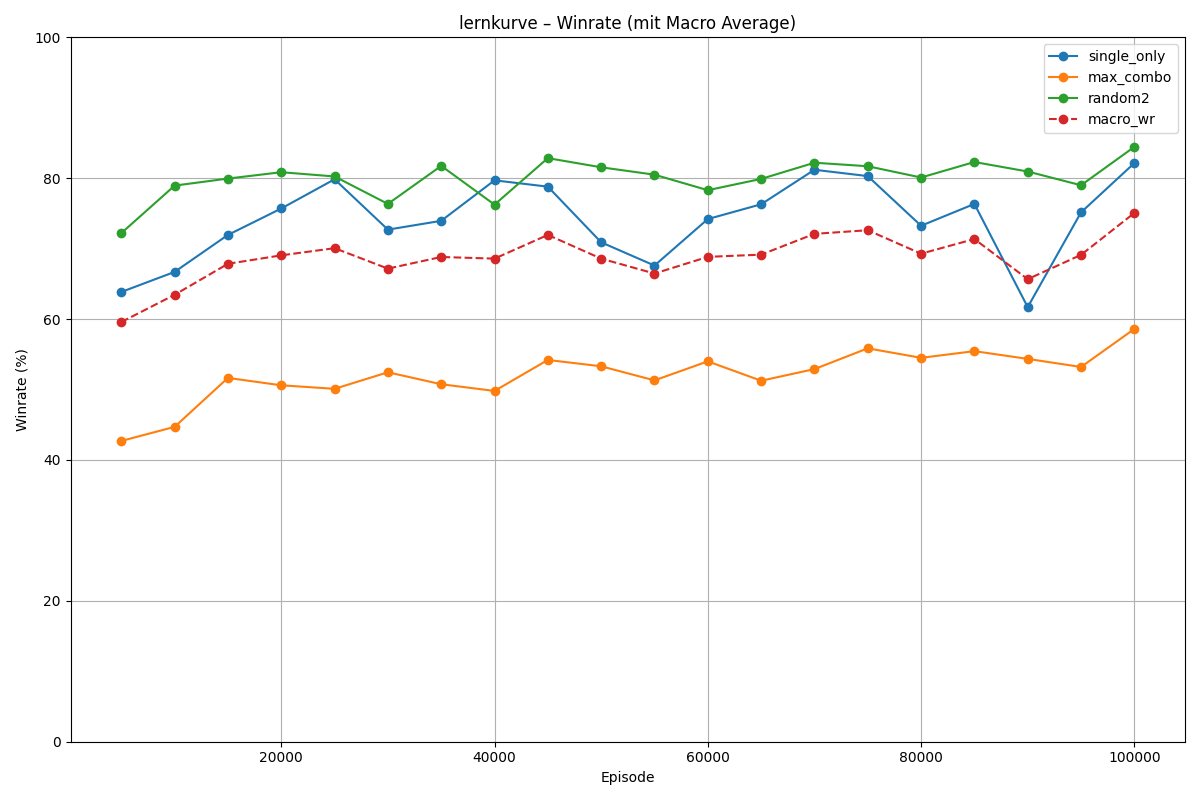 lernkurve – Winrate (mit Macro Average)
100
80
60
40
20
0
Winrate (%)
single_only
max_combo
random2
macro_wr
20000
40000
60000
80000
100000
Episode